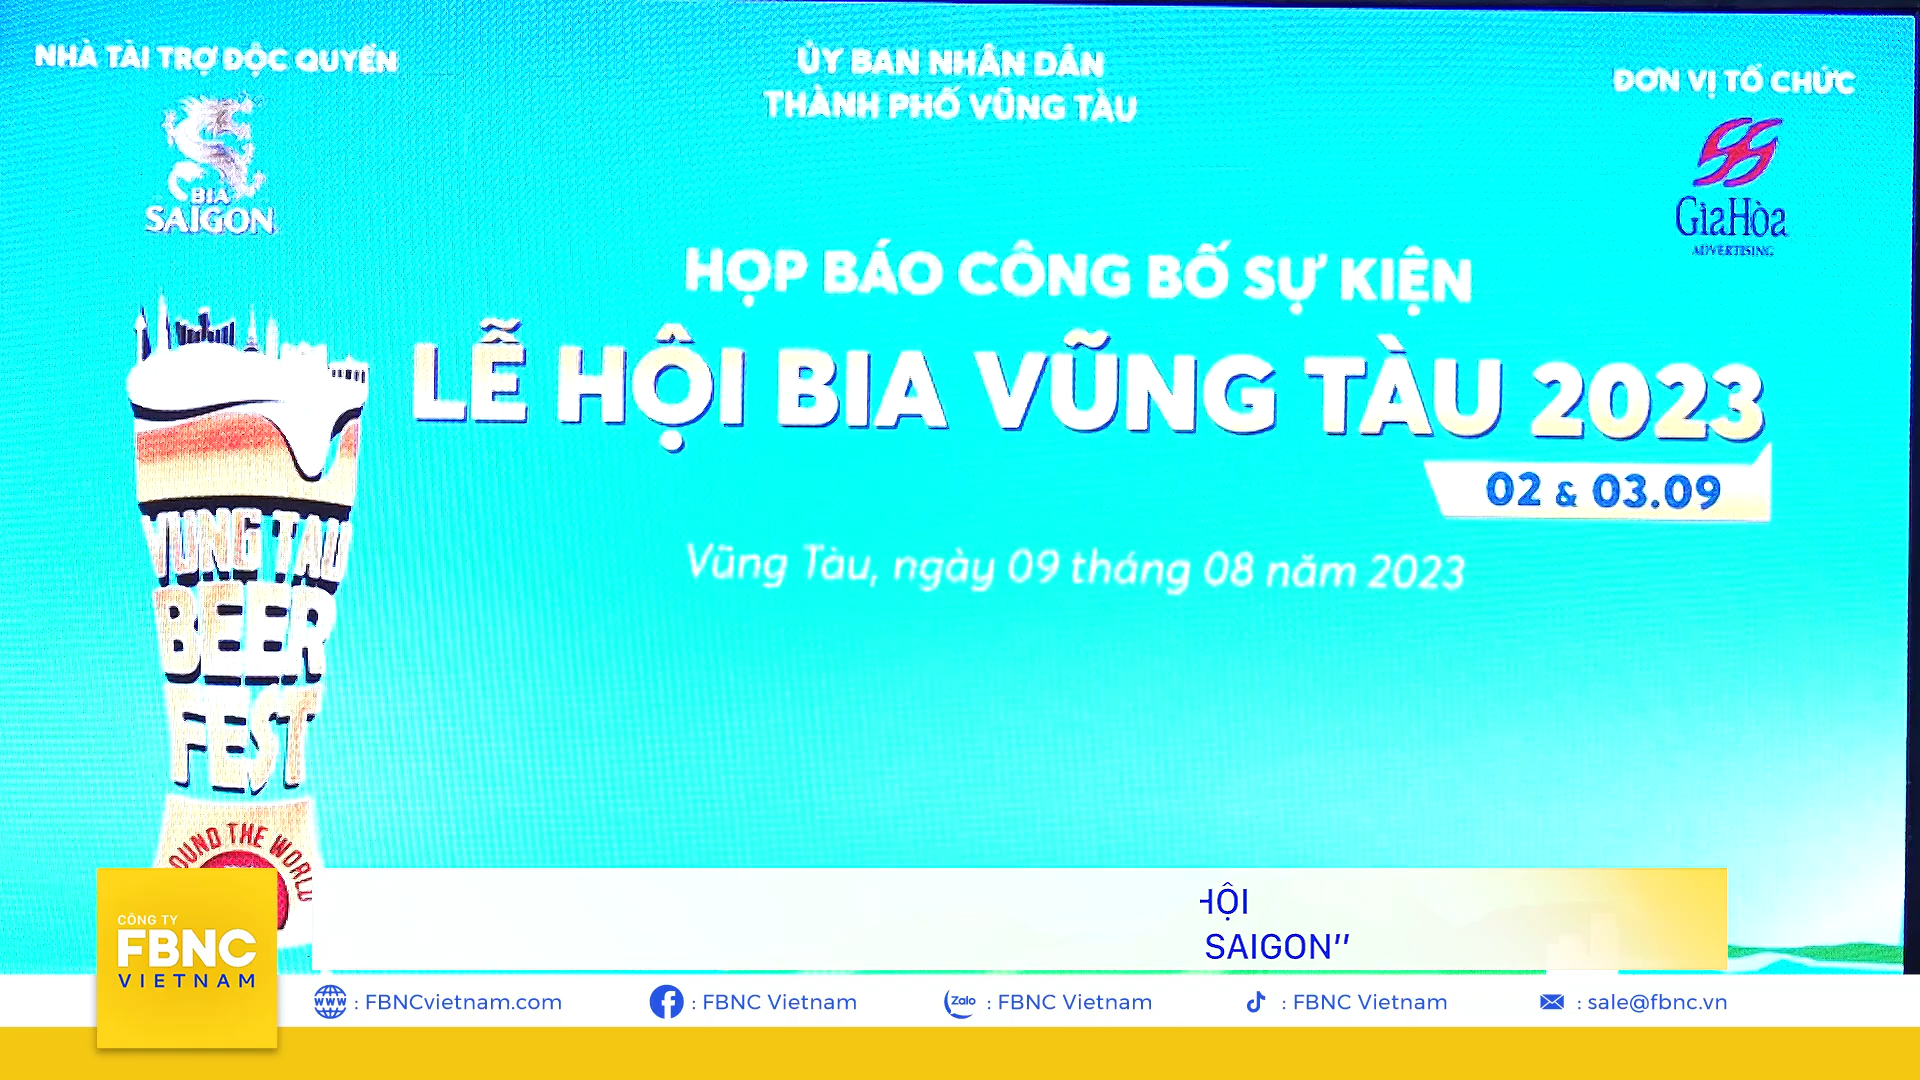 NHÀ TÀI TRỢ ĐỘC QUYỀN
BIA
SAIGON
ỦY BAN NHÂN DÂN
THÀNH PHỐ VŨNG TÀU
ĐƠN VỊ TỔ CHỨC
GiaHòa
ADVERTISING
HỌP BÁO CÔNG BỐ SỰ KIỆN
LỄ HỘI BIA VŨNG TÀU 2023
02 & 03.09
Vũng Tàu, ngày 09 tháng 08 năm 2023
VUNG TAU
BEER
FEST
OUND THE WORLD
HỘI
SAIGON"
CÔNG TY
FBNC
VIETNAM
www : FBNCvietnam.com
: FBNC Vietnam
Zalo : FBNC Vietnam
: FBNC Vietnam
: sale@fbnc.vn